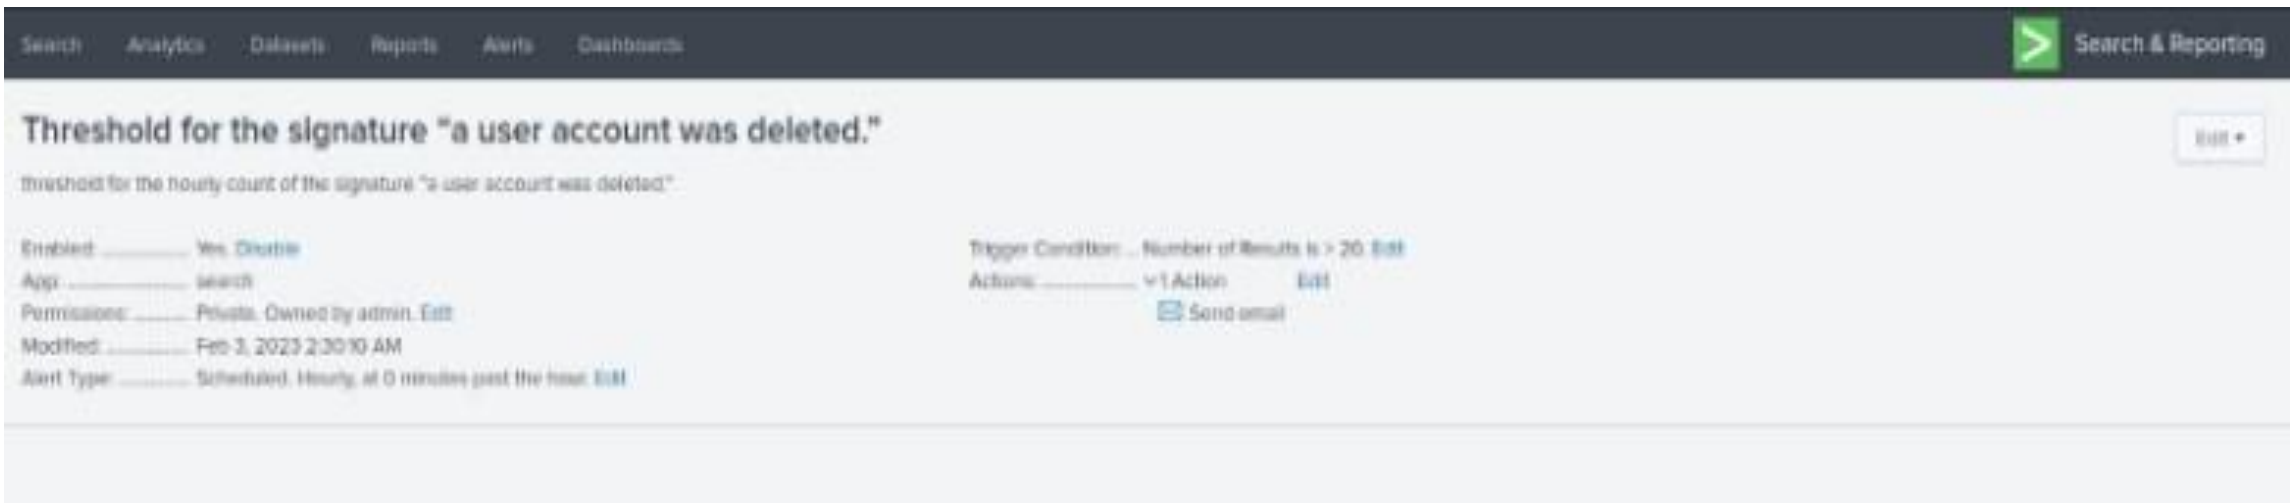 Search Analytics Datasets Reports Alerts Dashboards Search & Reporting
Threshold for the signature "a user account was deleted." Edit
threshold for the hourly count of the signature "a user account was deleted."
Enabled: Yes. Disable
App: search
Permissions: Private. Owned by admin. Edit
Modified: Feb 3, 2023 2:30:10 AM
Alert Type: Scheduled. Hourly, at 0 minutes past the hour. Edit
Trigger Condition: Number of Results is > 20. Edit
Actions: 1 Action Edit
Send email